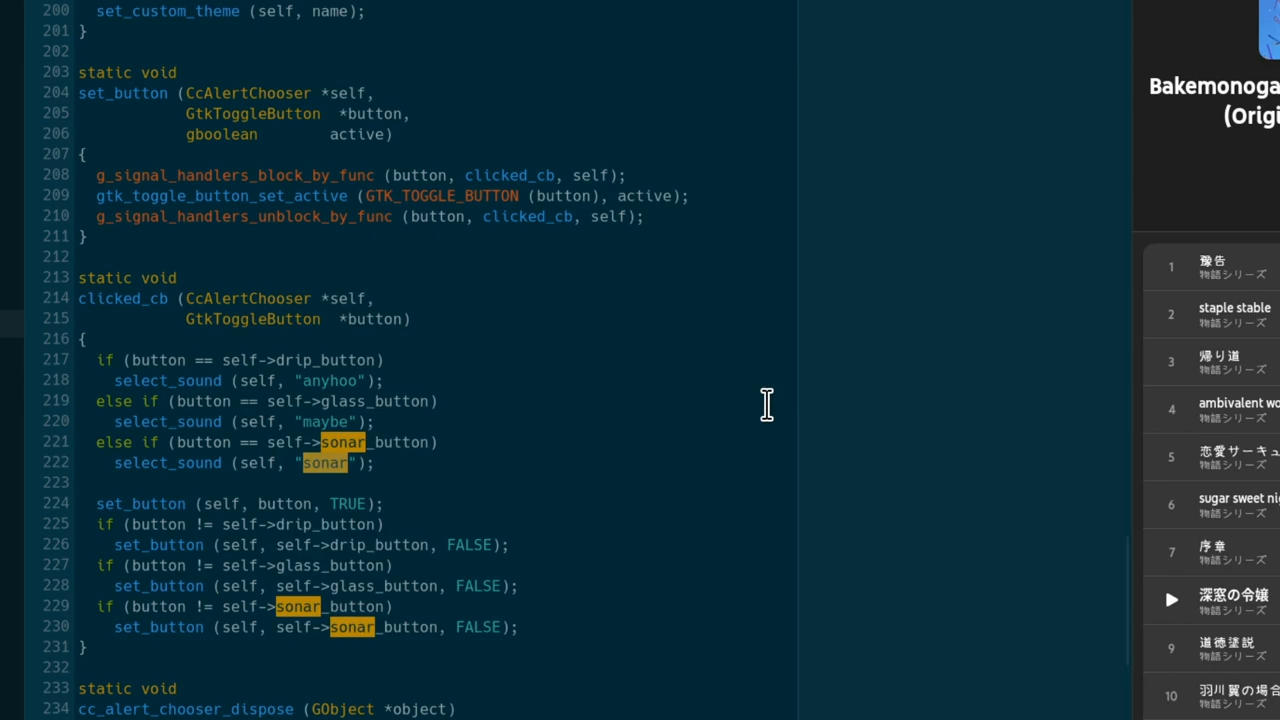 200   set_custom_theme (self, name);
201 }
202
203 static void
204 set_button (CcAlertChooser *self,
205             GtkToggleButton  *button,
206             gboolean        active)
207 {
208   g_signal_handlers_block_by_func (button, clicked_cb, self);
209   gtk_toggle_button_set_active (GTK_TOGGLE_BUTTON (button), active);
210   g_signal_handlers_unblock_by_func (button, clicked_cb, self);
211 }
212
213 static void
214 clicked_cb (CcAlertChooser *self,
215             GtkToggleButton  *button)
216 {
217   if (button == self->drip_button)
218     select_sound (self, "anyhoo");
219   else if (button == self->glass_button)
220     select_sound (self, "maybe");
221   else if (button == self->sonar_button)
222     select_sound (self, "sonar");
223
224   set_button (self, button, TRUE);
225   if (button != self->drip_button)
226     set_button (self, self->drip_button, FALSE);
227   if (button != self->glass_button)
228     set_button (self, self->glass_button, FALSE);
229   if (button != self->sonar_button)
230     set_button (self, self->sonar_button, FALSE);
231 }
232
233 static void
234 cc_alert_chooser_dispose (GObject *object)
Bakemonoga
(Origi
1 豫告
物語シリーズ
2 staple stable
物語シリーズ
3 帰り道
物語シリーズ
4 ambivalent wo
物語シリーズ
5 恋愛サーキュ
物語シリーズ
6 sugar sweet ni
物語シリーズ
7 序章
物語シリーズ
深窓の令嬢
物語シリーズ
9 道徳塗説
物語シリーズ
10 羽川翼の場合
物語シリーズ